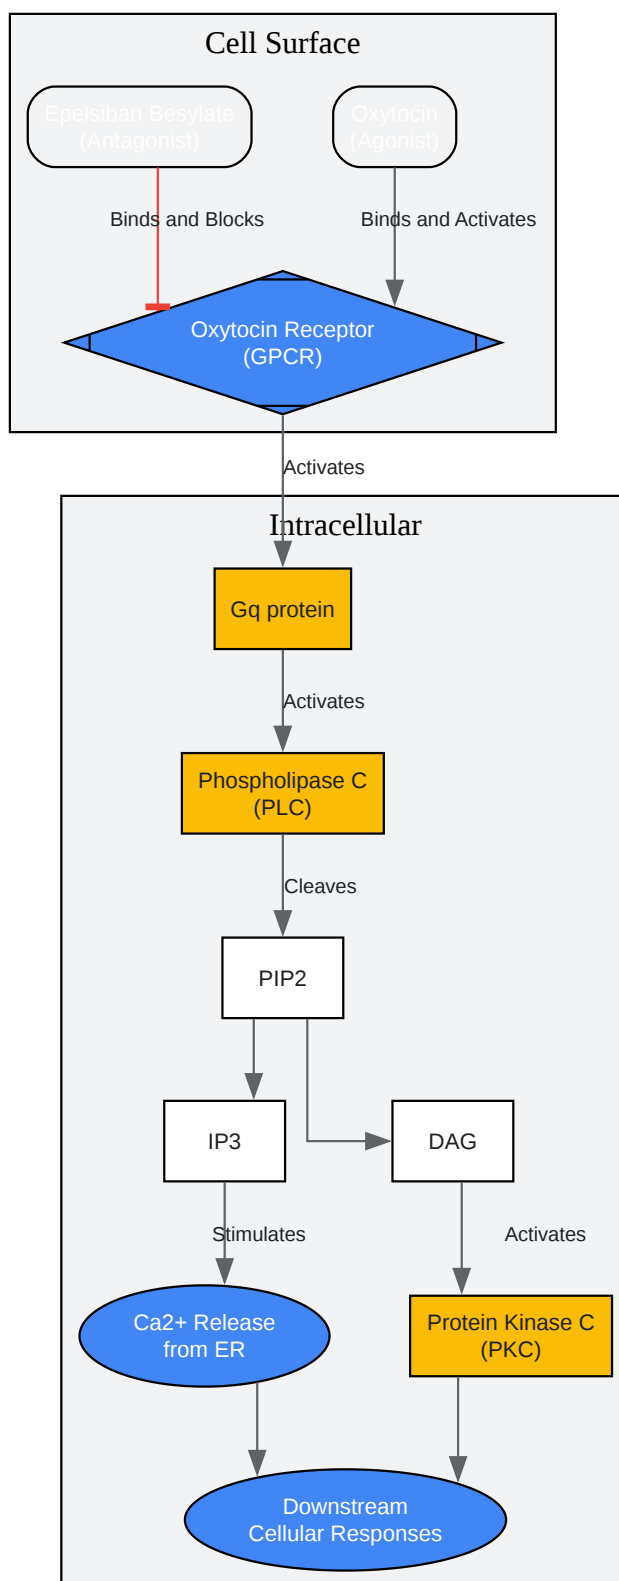 Cell Surface
Epelsiban Besylate
(Antagonist)
Oxytocin
(Agonist)
Binds and Blocks
Binds and Activates
Oxytocin Receptor
(GPCR)
Activates
Intracellular
Gq protein
Activates
Phospholipase C
(PLC)
Cleaves
PIP2
IP3
DAG
Stimulates
Activates
Ca2+ Release
from ER
Protein Kinase C
(PKC)
Downstream
Cellular Responses